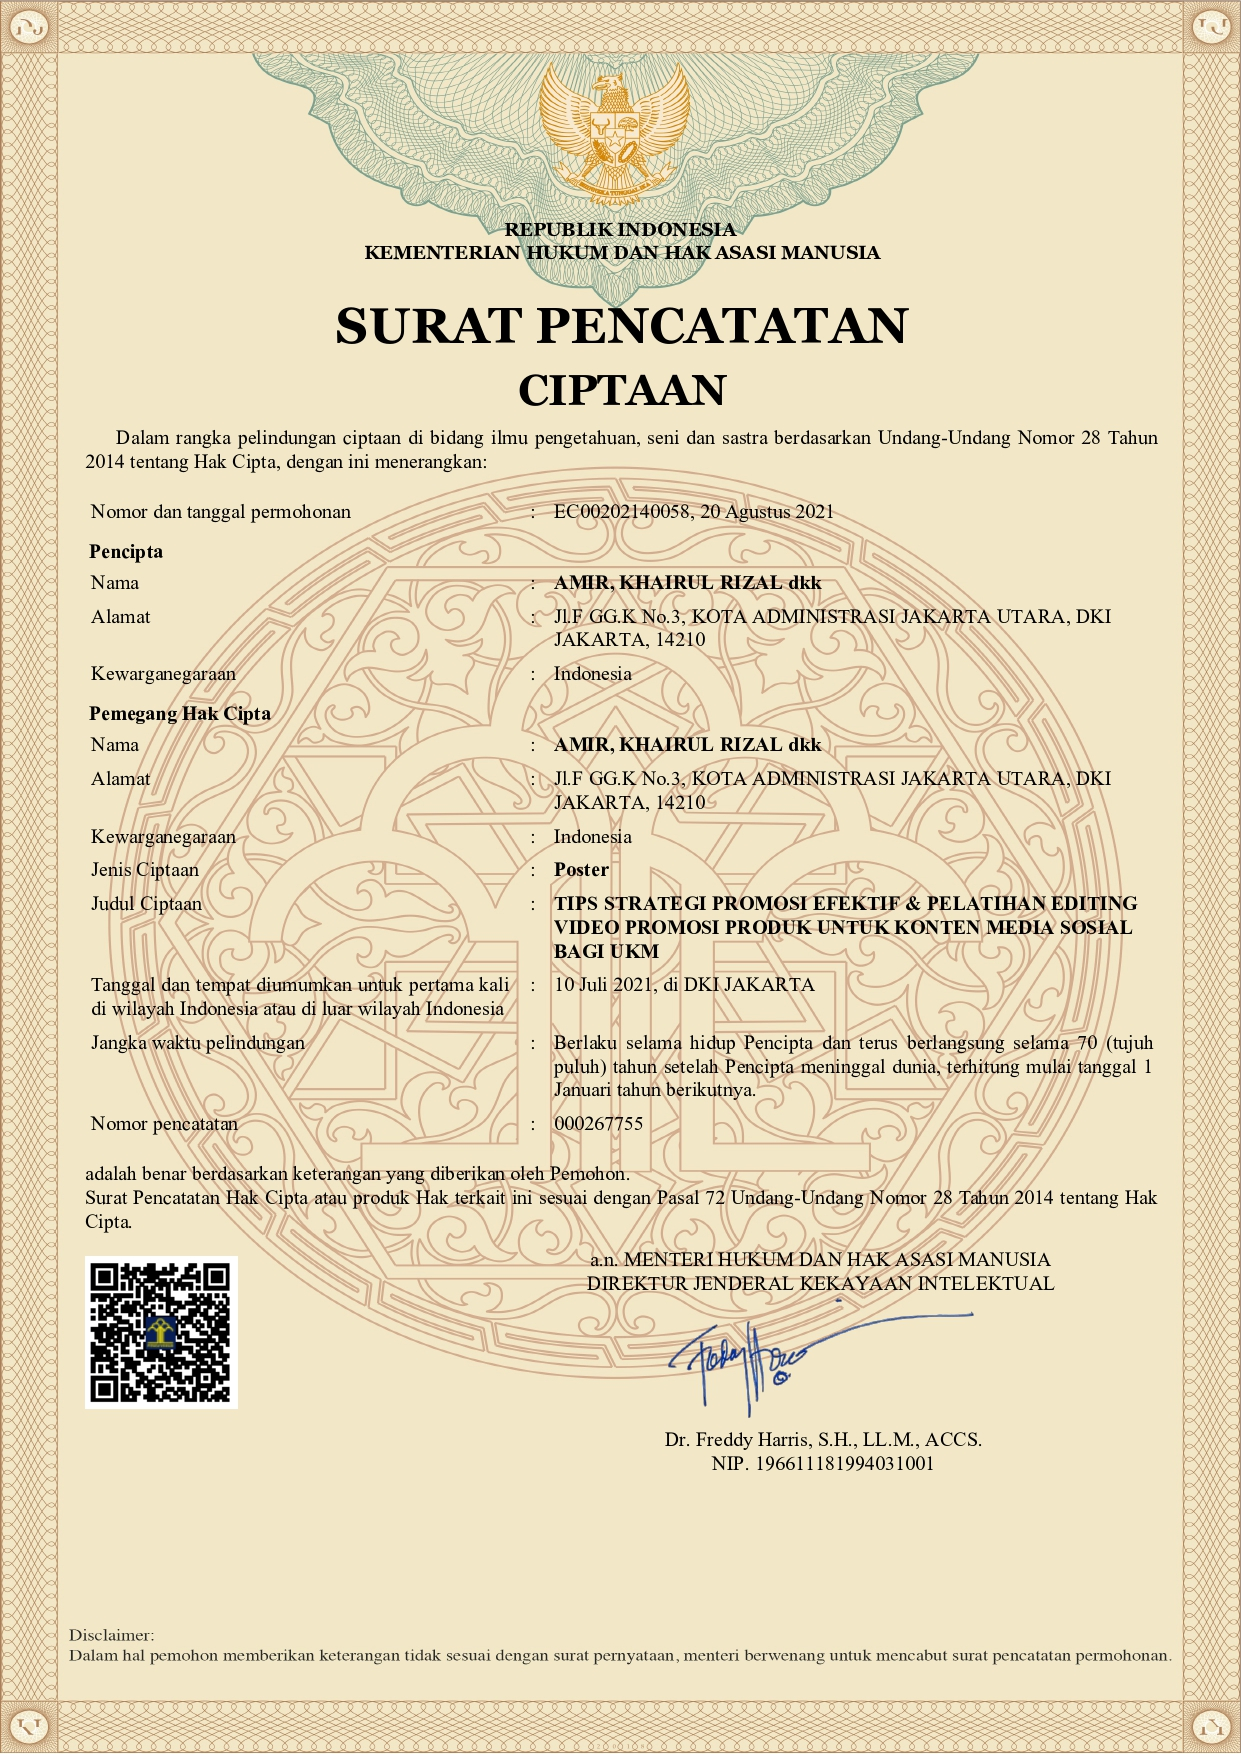 REPUBLIK INDONESIA
KEMENTERIAN HUKUM DAN HAK ASASI MANUSIA
SURAT PENCATATAN
CIPTAAN
Dalam rangka pelindungan ciptaan di bidang ilmu pengetahuan, seni dan sastra berdasarkan Undang-Undang Nomor 28 Tahun
2014 tentang Hak Cipta, dengan ini menerangkan:
Nomor dan tanggal permohonan : EC00202140058, 20 Agustus 2021
Pencipta
Nama : AMIR, KHAIRUL RIZAL dkk
Alamat : Jl.F GG.K No.3, KOTA ADMINISTRASI JAKARTA UTARA, DKI
JAKARTA, 14210
Kewarganegaraan : Indonesia
Pemegang Hak Cipta
Nama : AMIR, KHAIRUL RIZAL dkk
Alamat : Jl.F GG.K No.3, KOTA ADMINISTRASI JAKARTA UTARA, DKI
JAKARTA, 14210
Kewarganegaraan : Indonesia
Jenis Ciptaan : Poster
Judul Ciptaan : TIPS STRATEGI PROMOSI EFEKTIF & PELATIHAN EDITING
VIDEO PROMOSI PRODUK UNTUK KONTEN MEDIA SOSIAL
BAGI UKM
Tanggal dan tempat diumumkan untuk pertama kali : 10 Juli 2021, di DKI JAKARTA
di wilayah Indonesia atau di luar wilayah Indonesia
Jangka waktu pelindungan : Berlaku selama hidup Pencipta dan terus berlangsung selama 70 (tujuh
puluh) tahun setelah Pencipta meninggal dunia, terhitung mulai tanggal 1
Januari tahun berikutnya.
Nomor pencatatan : 000267755
adalah benar berdasarkan keterangan yang diberikan oleh Pemohon.
Surat Pencatatan Hak Cipta atau produk Hak terkait ini sesuai dengan Pasal 72 Undang-Undang Nomor 28 Tahun 2014 tentang Hak
Cipta.
a.n. MENTERI HUKUM DAN HAK ASASI MANUSIA
DIREKTUR JENDERAL KEKAYAAN INTELEKTUAL
Dr. Freddy Harris, S.H., LL.M., ACCS.
NIP. 196611181994031001
Disclaimer:
Dalam hal pemohon memberikan keterangan tidak sesuai dengan surat pernyataan, menteri berwenang untuk mencabut surat pencatatan permohonan.